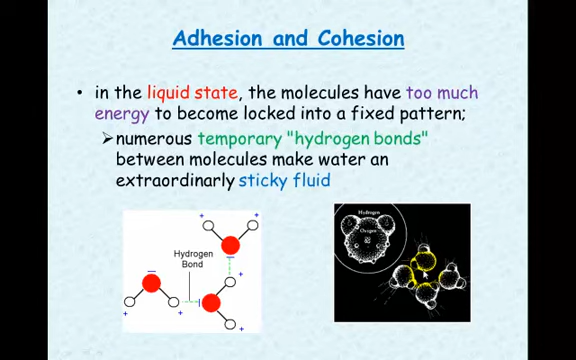 Adhesion and Cohesion
• in the liquid state, the molecules have too much
energy to become locked into a fixed pattern;
➢numerous temporary "hydrogen bonds"
between molecules make water an
extraordinarly sticky fluid
Hydrogen
Bond
Hydrogen
Oxygen